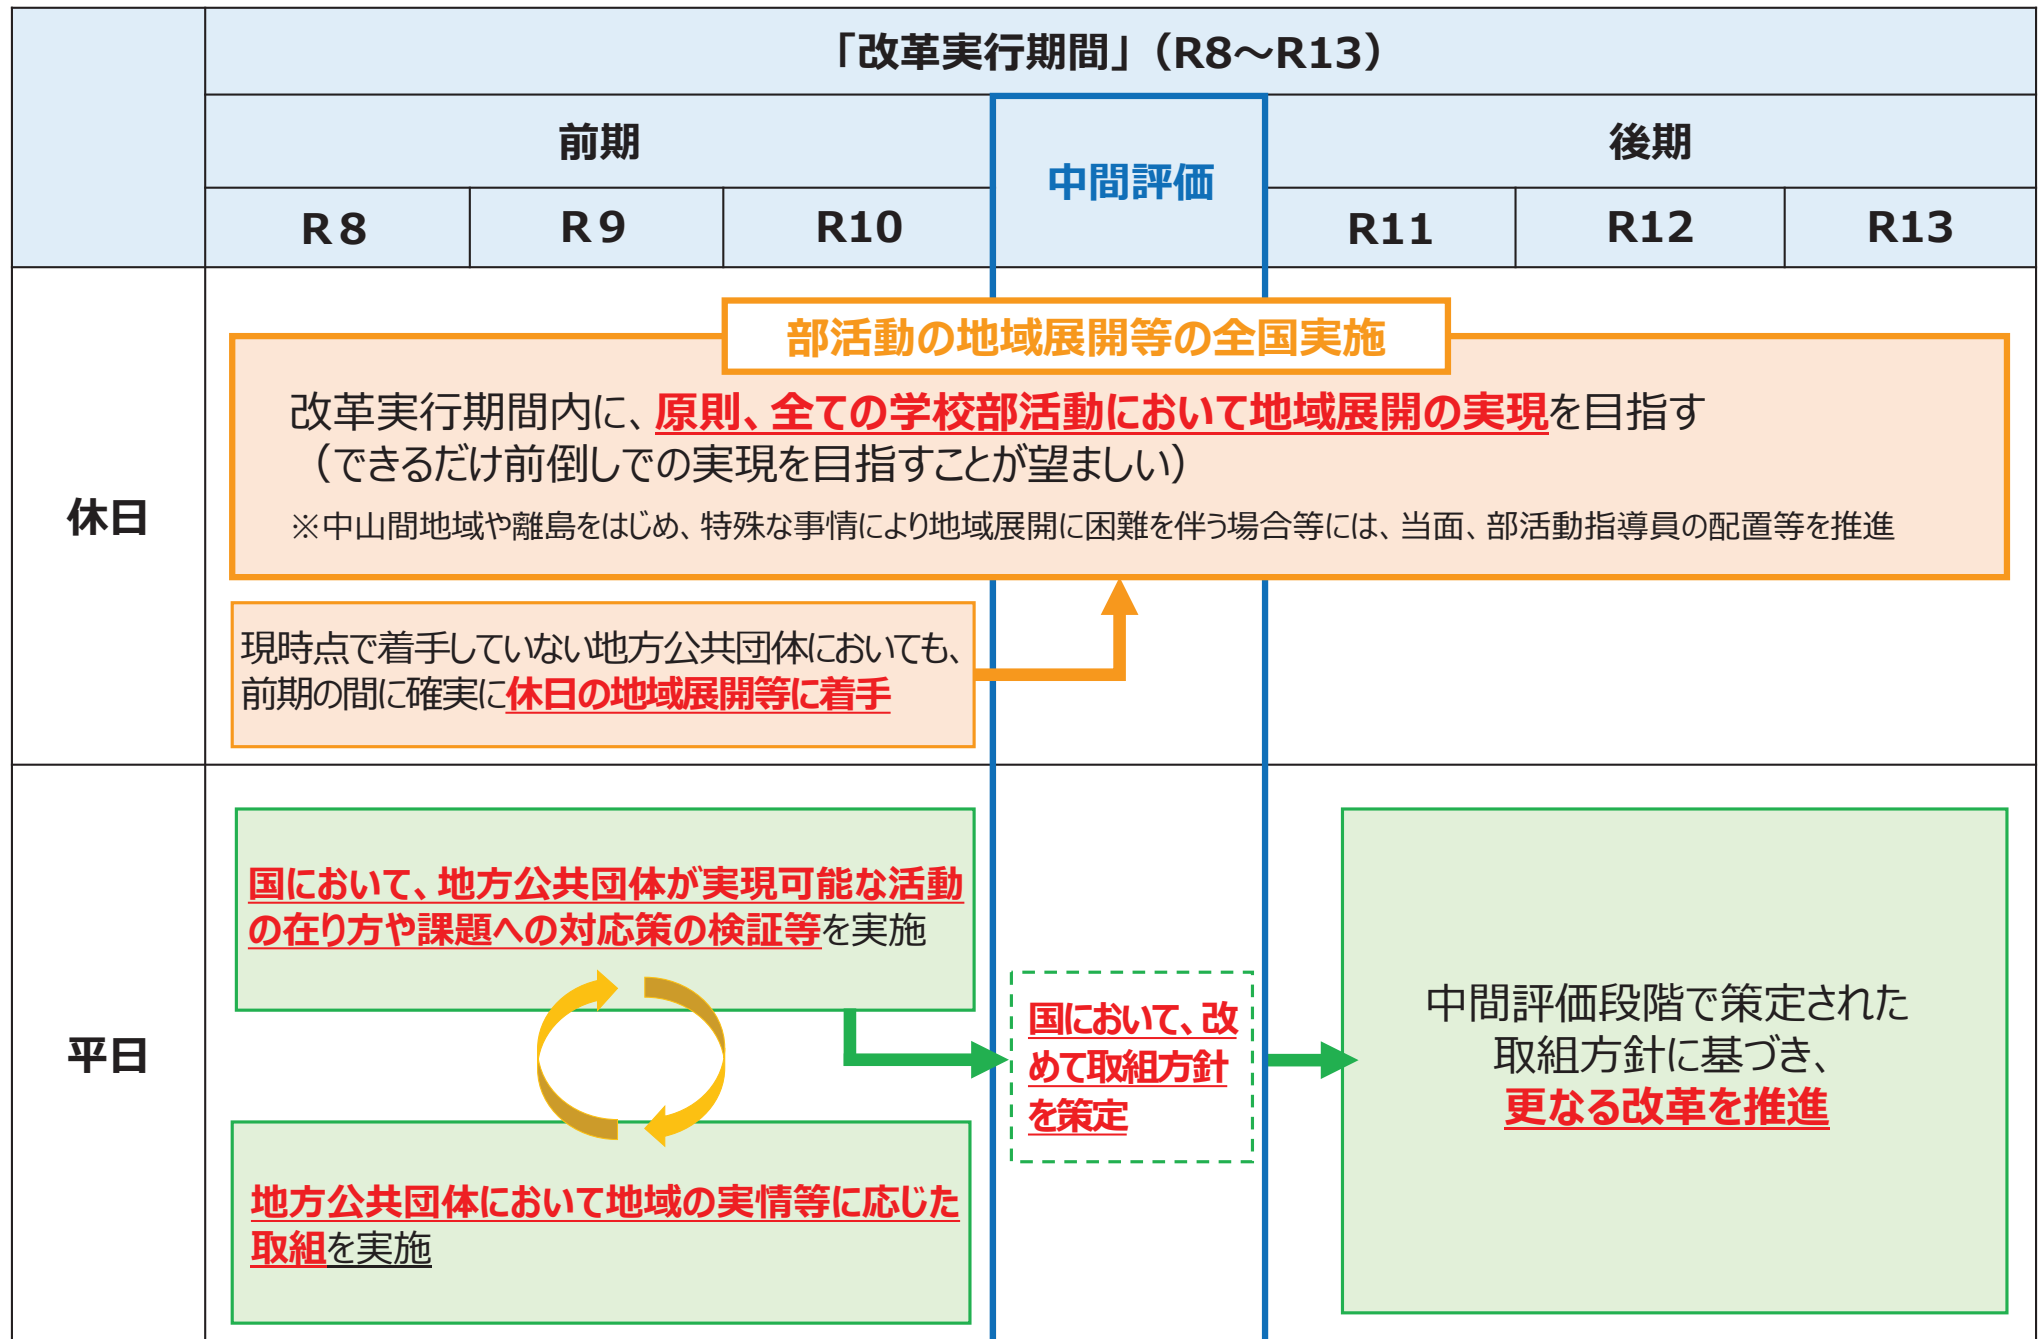 「改革実行期間」（R8～R13）
前期
中間評価
後期
R８
R９
R10
R11
R12
R13
休日
部活動の地域展開等の全国実施
改革実行期間内に、原則、全ての学校部活動において地域展開の実現を目指す
（できるだけ前倒しでの実現を目指すことが望ましい）
※中山間地域や離島をはじめ、特殊な事情により地域展開に困難を伴う場合等には、当面、部活動指導員の配置等を推進
現時点で着手していない地方公共団体においても、
前期の間に確実に休日の地域展開等に着手
平日
国において、地方公共団体が実現可能な活動
の在り方や課題への対応策の検証等を実施
地方公共団体において地域の実情等に応じた
取組を実施
国において、改
めて取組方針
を策定
中間評価段階で策定された
取組方針に基づき、
更なる改革を推進